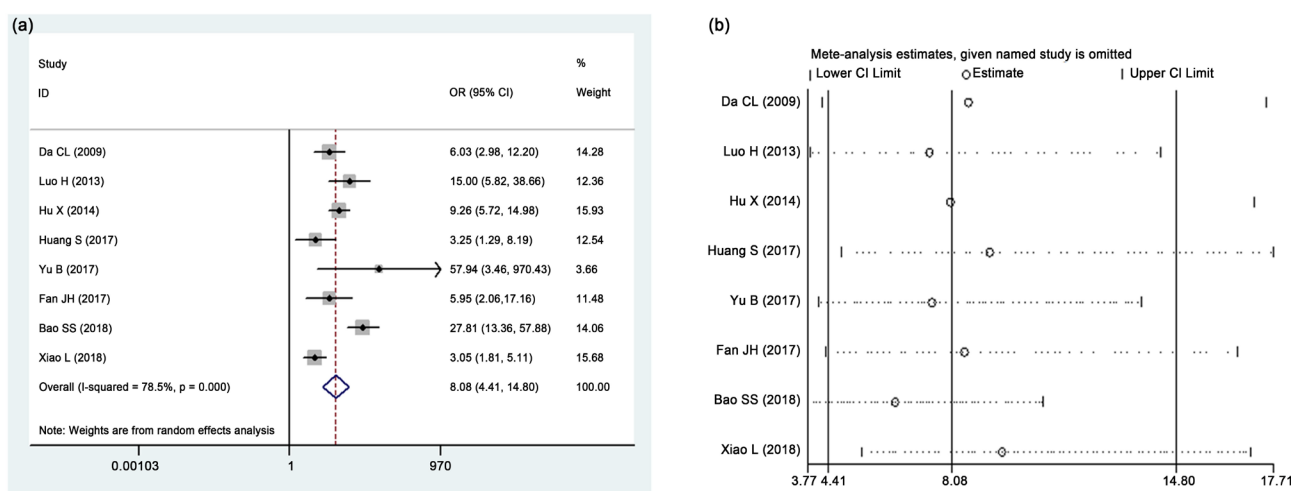 (a)
Study %
ID OR (95% CI) Weight
Da CL (2009) 6.03 (2.98, 12.20) 14.28
Luo H (2013) 15.00 (5.82, 38.66) 12.36
Hu X (2014) 9.26 (5.72, 14.98) 15.93
Huang S (2017) 3.25 (1.29, 8.19) 12.54
Yu B (2017) 57.94 (3.46, 970.43) 3.66
Fan JH (2017) 5.95 (2.06,17.16) 11.48
Bao SS (2018) 27.81 (13.36, 57.88) 14.06
Xiao L (2018) 3.05 (1.81, 5.11) 15.68
Overall (I-squared = 78.5%, p = 0.000) 8.08 (4.41, 14.80) 100.00
Note: Weights are from random effects analysis
0.00103 1 970
(b)
Mete-analysis estimates, given named study is omitted
Lower CI Limit Estimate Upper CI Limit
Da CL (2009)
Luo H (2013)
Hu X (2014)
Huang S (2017)
Yu B (2017)
Fan JH (2017)
Bao SS (2018)
Xiao L (2018)
3.77 4.41 8.08 14.80 17.71